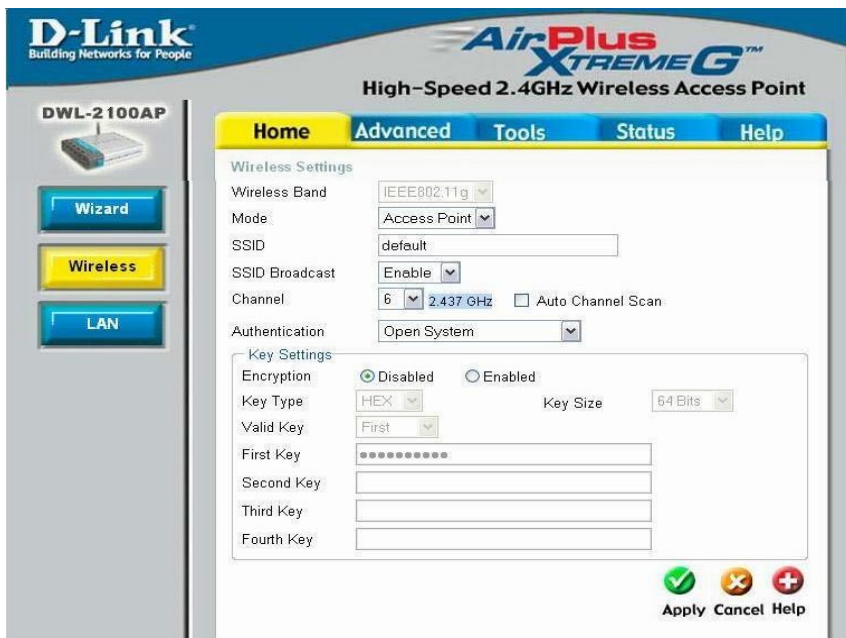 D-Link
Building Networks for People
AirPlus
XTREME G™
High-Speed 2.4GHz Wireless Access Point
DWL-2100AP
Home Advanced Tools Status Help
Wizard
Wireless
LAN
Wireless Settings
Wireless Band IEEE802.11g
Mode Access Point
SSID default
SSID Broadcast Enable
Channel 6 2.437 GHz Auto Channel Scan
Authentication Open System
Key Settings
Encryption Disabled Enabled
Key Type HEX Key Size 64 Bits
Valid Key First
First Key ●●●●●●●●●●
Second Key
Third Key
Fourth Key
Apply Cancel Help